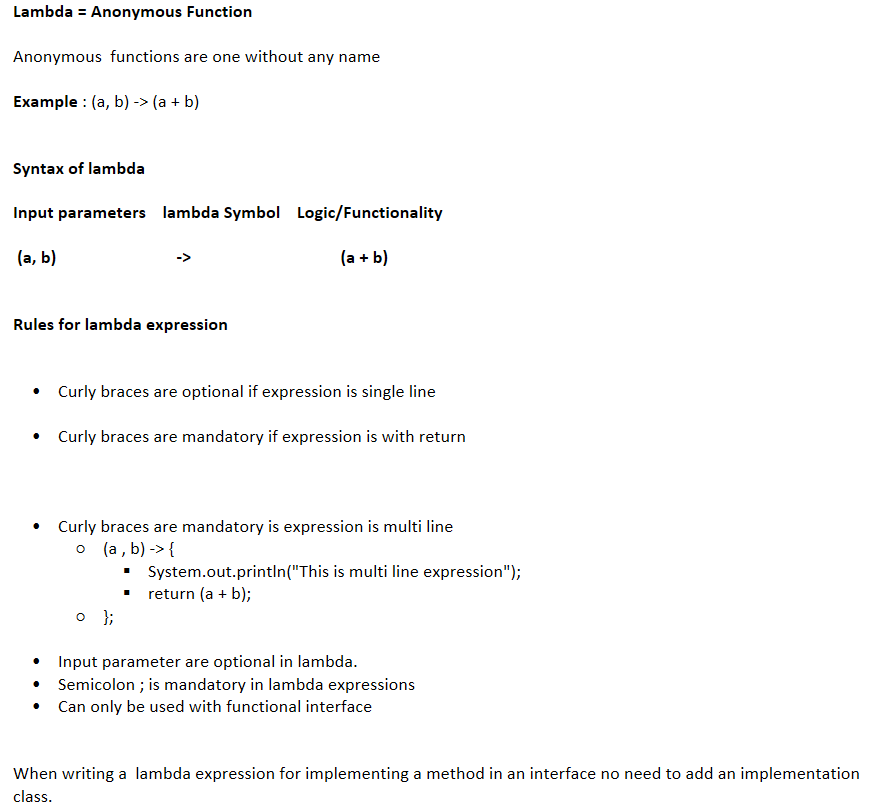 Lambda = Anonymous Function
Anonymous  functions are one without any name
Example : (a, b) -> (a + b)
Syntax of lambda
Input parameters    lambda Symbol    Logic/Functionality
(a, b)    ->    (a + b)
Rules for lambda expression
• Curly braces are optional if expression is single line
• Curly braces are mandatory if expression is with return
• Curly braces are mandatory is expression is multi line
○ (a , b) -> {
▪ System.out.println("This is multi line expression");
▪ return (a + b);
○ };
• Input parameter are optional in lambda.
• Semicolon ; is mandatory in lambda expressions
• Can only be used with functional interface
When writing a  lambda expression for implementing a method in an interface no need to add an implementation
class.